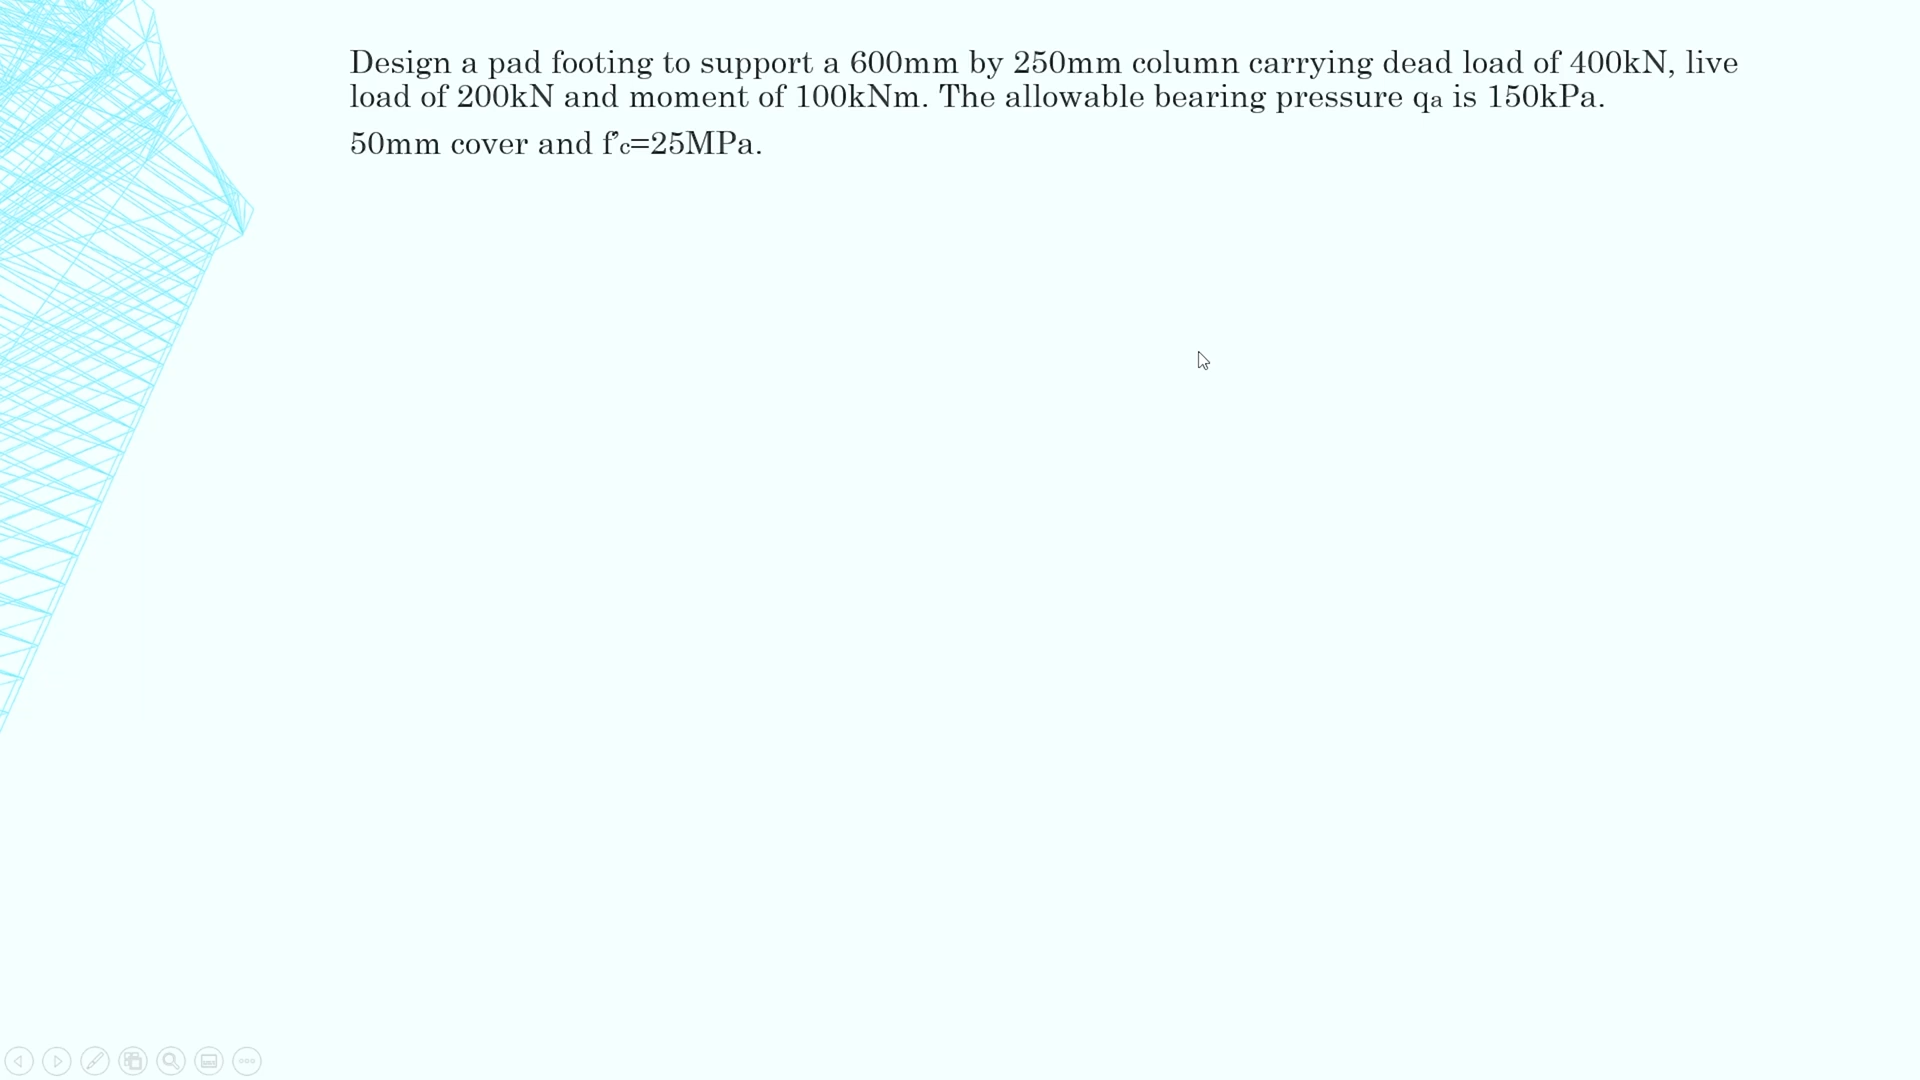 Design a pad footing to support a 600mm by 250mm column carrying dead load of 400kN, live
load of 200kN and moment of 100kNm. The allowable bearing pressure qa is 150kPa.
50mm cover and f’c=25MPa.